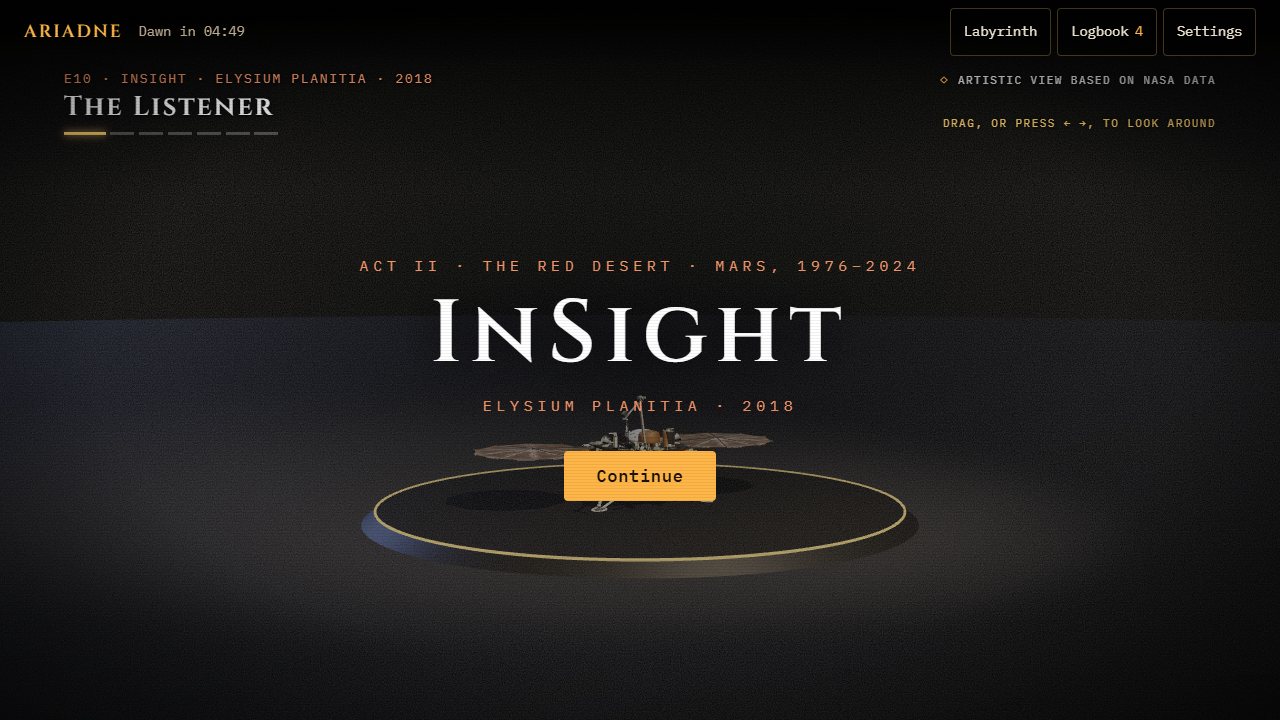 ARIADNE Dawn in 04:49 Labyrinth Logbook 4 Settings
E10 · INSIGHT · ELYSIUM PLANITIA · 2018
The Listener
◇ ARTISTIC VIEW BASED ON NASA DATA
DRAG, OR PRESS ← →, TO LOOK AROUND
ACT II · THE RED DESERT · MARS, 1976–2024
InSight
ELYSIUM PLANITIA · 2018
Continue